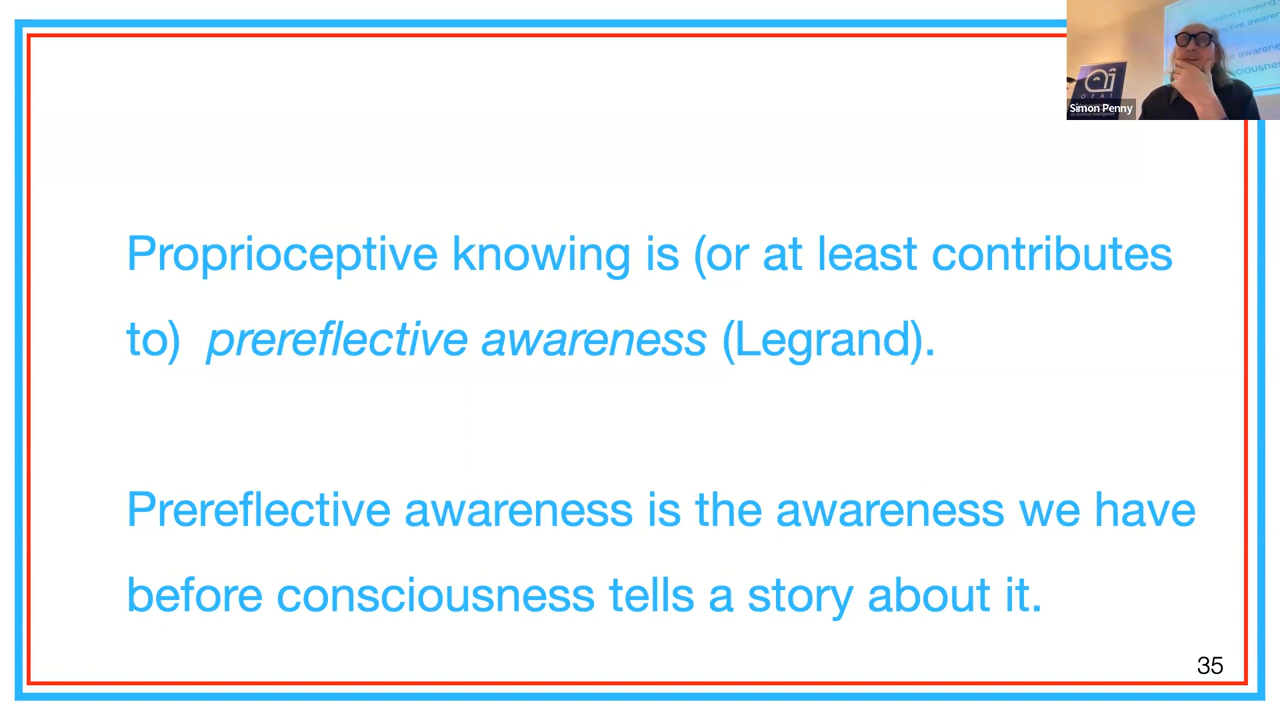 Simon Penny
Proprioceptive knowing is (or at least contributes
to) prereflective awareness (Legrand).
Prereflective awareness is the awareness we have
before consciousness tells a story about it.
35